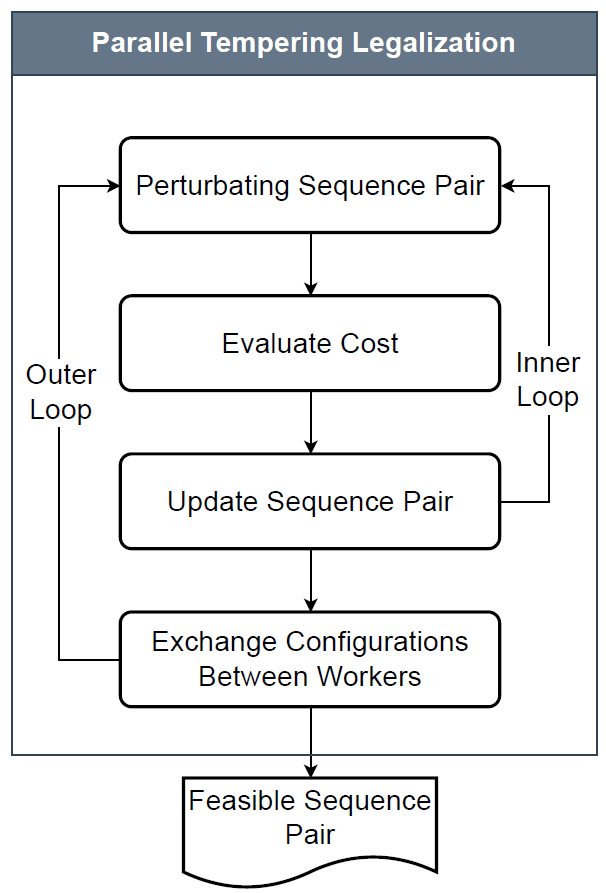 Parallel Tempering Legalization
Perturbating Sequence Pair
Evaluate Cost
Outer
Loop
Inner
Loop
Update Sequence Pair
Exchange Configurations
Between Workers
Feasible Sequence
Pair